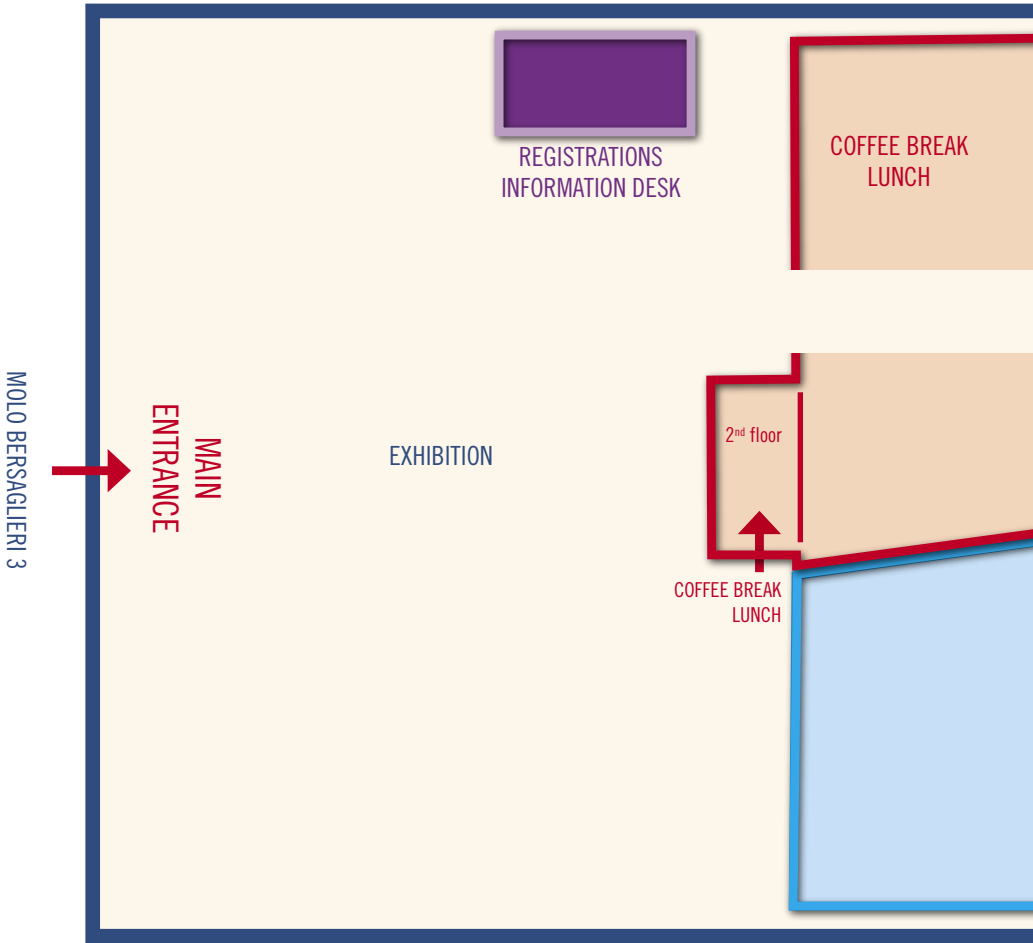 REGISTRATIONS
INFORMATION DESK
COFFEE BREAK
LUNCH
MOLO BERSAGLIERI 3
MAIN
ENTRANCE
EXHIBITION
2nd floor
COFFEE BREAK
LUNCH